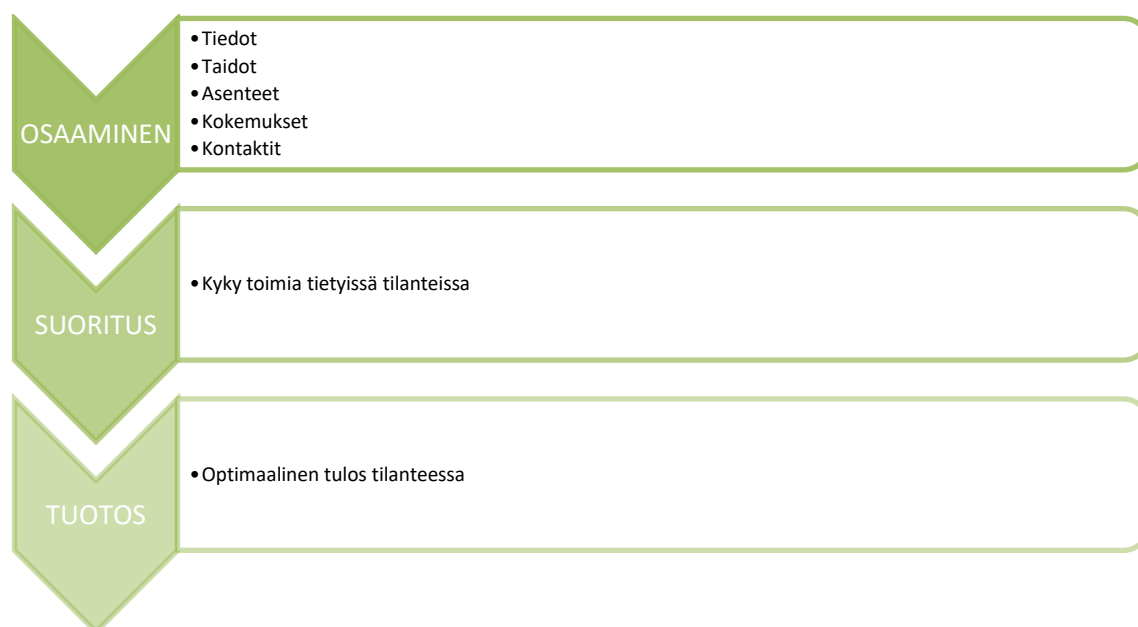 OSAAMINEN
•Tiedot
•Taidot
•Asenteet
•Kokemukset
•Kontaktit
SUORITUS
•Kyky toimia tietyissä tilanteissa
TUOTOS
•Optimaalinen tulos tilanteessa